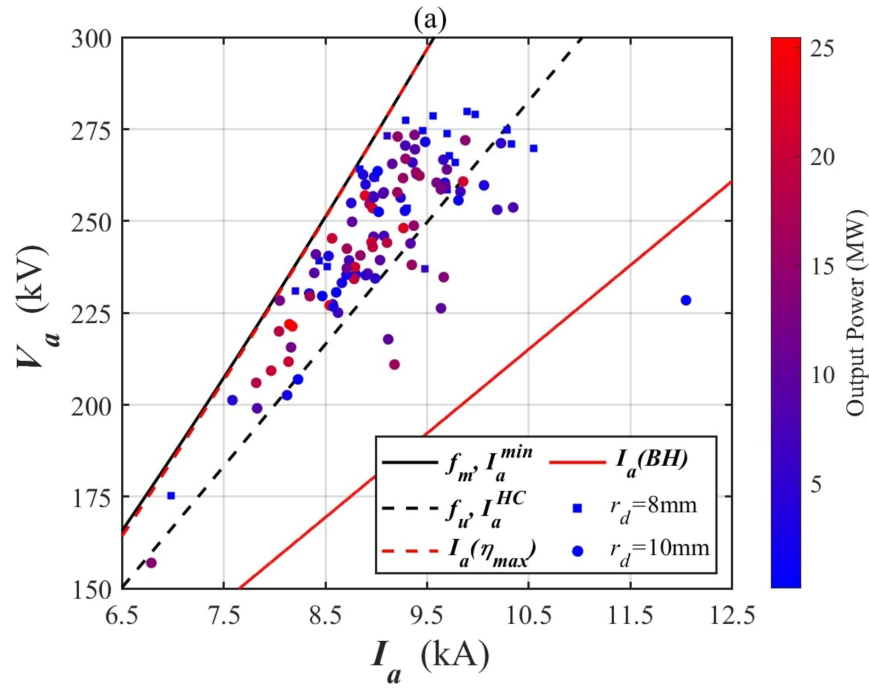 (a)
300
275
250
225
200
175
150
V_a (kV)
6.5 7.5 8.5 9.5 10.5 11.5 12.5
I_a (kA)
f_m, I_a^min
f_u, I_a^HC
I_a(η_max)
I_a(BH)
r_d=8mm
r_d=10mm
25
20
15
10
5
Output Power (MW)